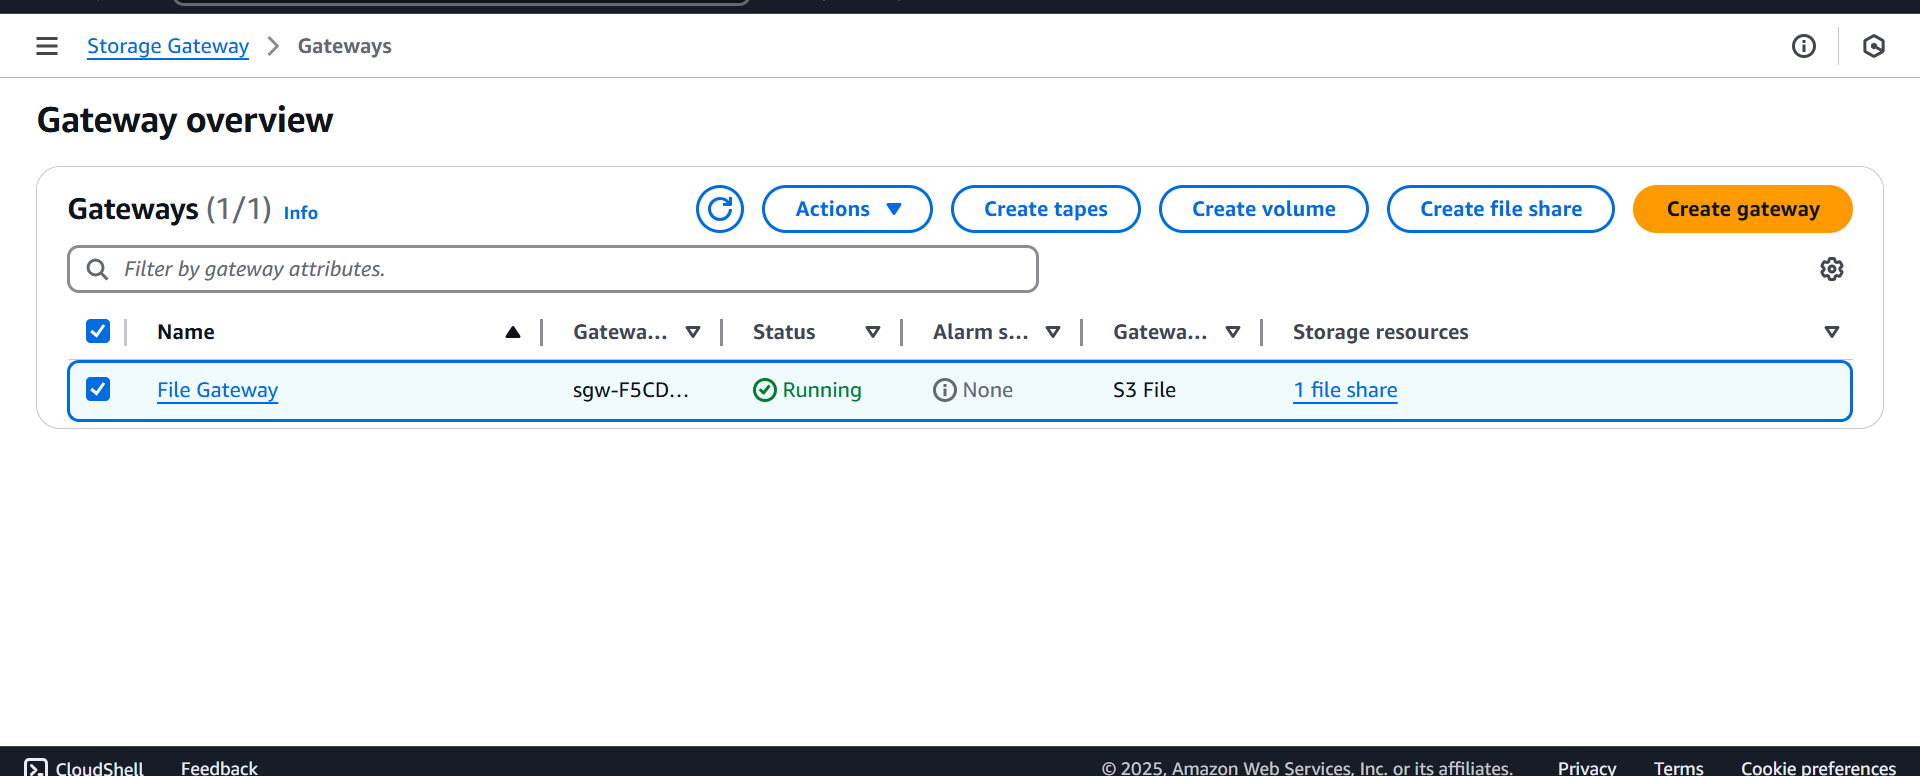 Storage Gateway > Gateways
Gateway overview
Gateways (1/1) Info
Actions Create tapes Create volume Create file share Create gateway
Filter by gateway attributes.
Name Gatewa... Status Alarm s... Gatewa... Storage resources
File Gateway sgw-F5CD... Running None S3 File 1 file share
CloudShell Feedback © 2025, Amazon Web Services, Inc. or its affiliates. Privacy Terms Cookie preferences